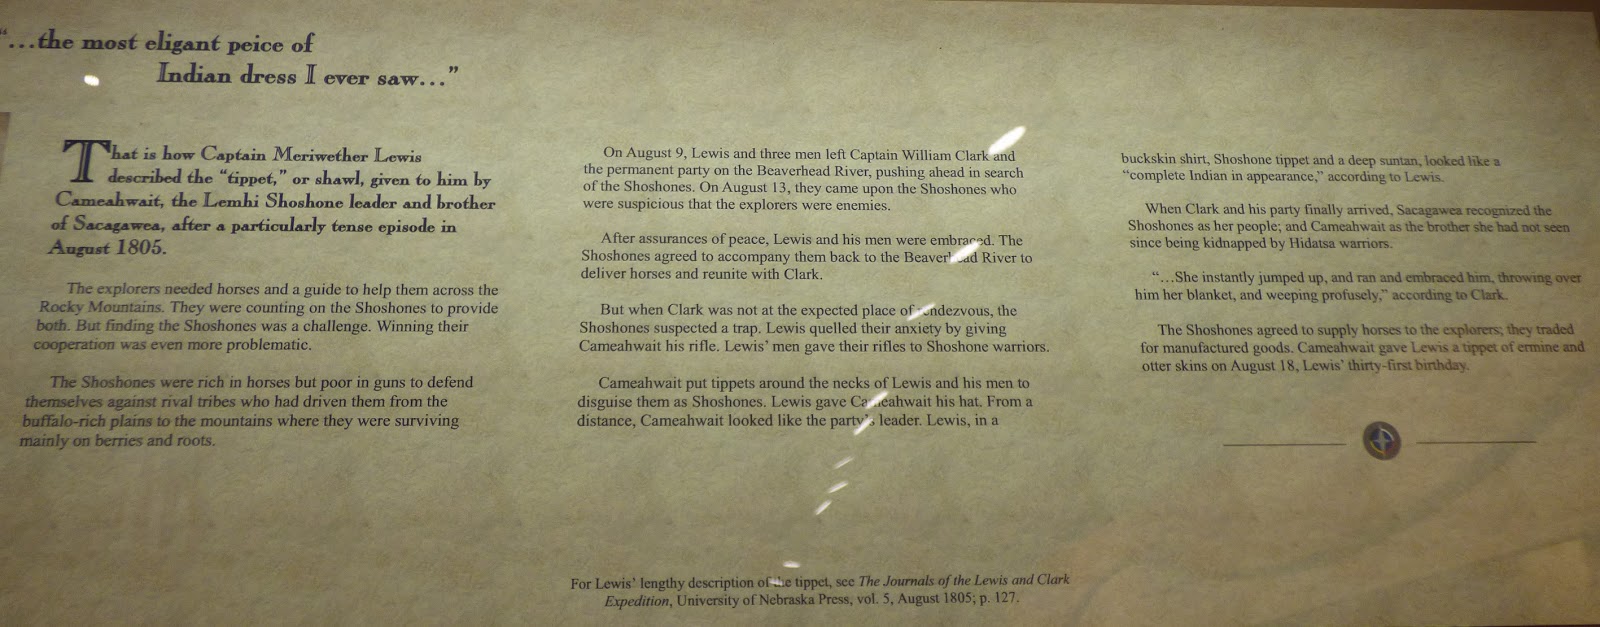 “…the most eligant peice of
Indian dress I ever saw…”
That is how Captain Meriwether Lewis
described the “tippet,” or shawl, given to him by
Cameahwait, the Lemhi Shoshone leader and brother
of Sacagawea, after a particularly tense episode in
August 1805.
The explorers needed horses and a guide to help them across the
Rocky Mountains. They were counting on the Shoshones to provide
both. But finding the Shoshones was a challenge. Winning their
cooperation was even more problematic.
The Shoshones were rich in horses but poor in guns to defend
themselves against rival tribes who had driven them from the
buffalo-rich plains to the mountains where they were surviving
mainly on berries and roots.
On August 9, Lewis and three men left Captain William Clark and
the permanent party on the Beaverhead River, pushing ahead in search
of the Shoshones. On August 13, they came upon the Shoshones who
were suspicious that the explorers were enemies.
After assurances of peace, Lewis and his men were embraced. The
Shoshones agreed to accompany them back to the Beaverhead River to
deliver horses and reunite with Clark.
But when Clark was not at the expected place of rendezvous, the
Shoshones suspected a trap. Lewis quelled their anxiety by giving
Cameahwait his rifle. Lewis’ men gave their rifles to Shoshone warriors.
Cameahwait put tippets around the necks of Lewis and his men to
disguise them as Shoshones. Lewis gave Cameahwait his hat. From a
distance, Cameahwait looked like the party’s leader. Lewis, in a
buckskin shirt, Shoshone tippet and a deep suntan, looked like a
“complete Indian in appearance,” according to Lewis.
When Clark and his party finally arrived, Sacagawea recognized the
Shoshones as her people; and Cameahwait as the brother she had not seen
since being kidnapped by Hidatsa warriors.
“…She instantly jumped up, and ran and embraced him, throwing over
him her blanket, and weeping profusely,” according to Clark.
The Shoshones agreed to supply horses to the explorers; they traded
for manufactured goods. Cameahwait gave Lewis a tippet of ermine and
otter skins on August 18, Lewis’ thirty-first birthday.
For Lewis’ lengthy description of the tippet, see The Journals of the Lewis and Clark
Expedition, University of Nebraska Press, vol. 5, August 1805; p. 127.